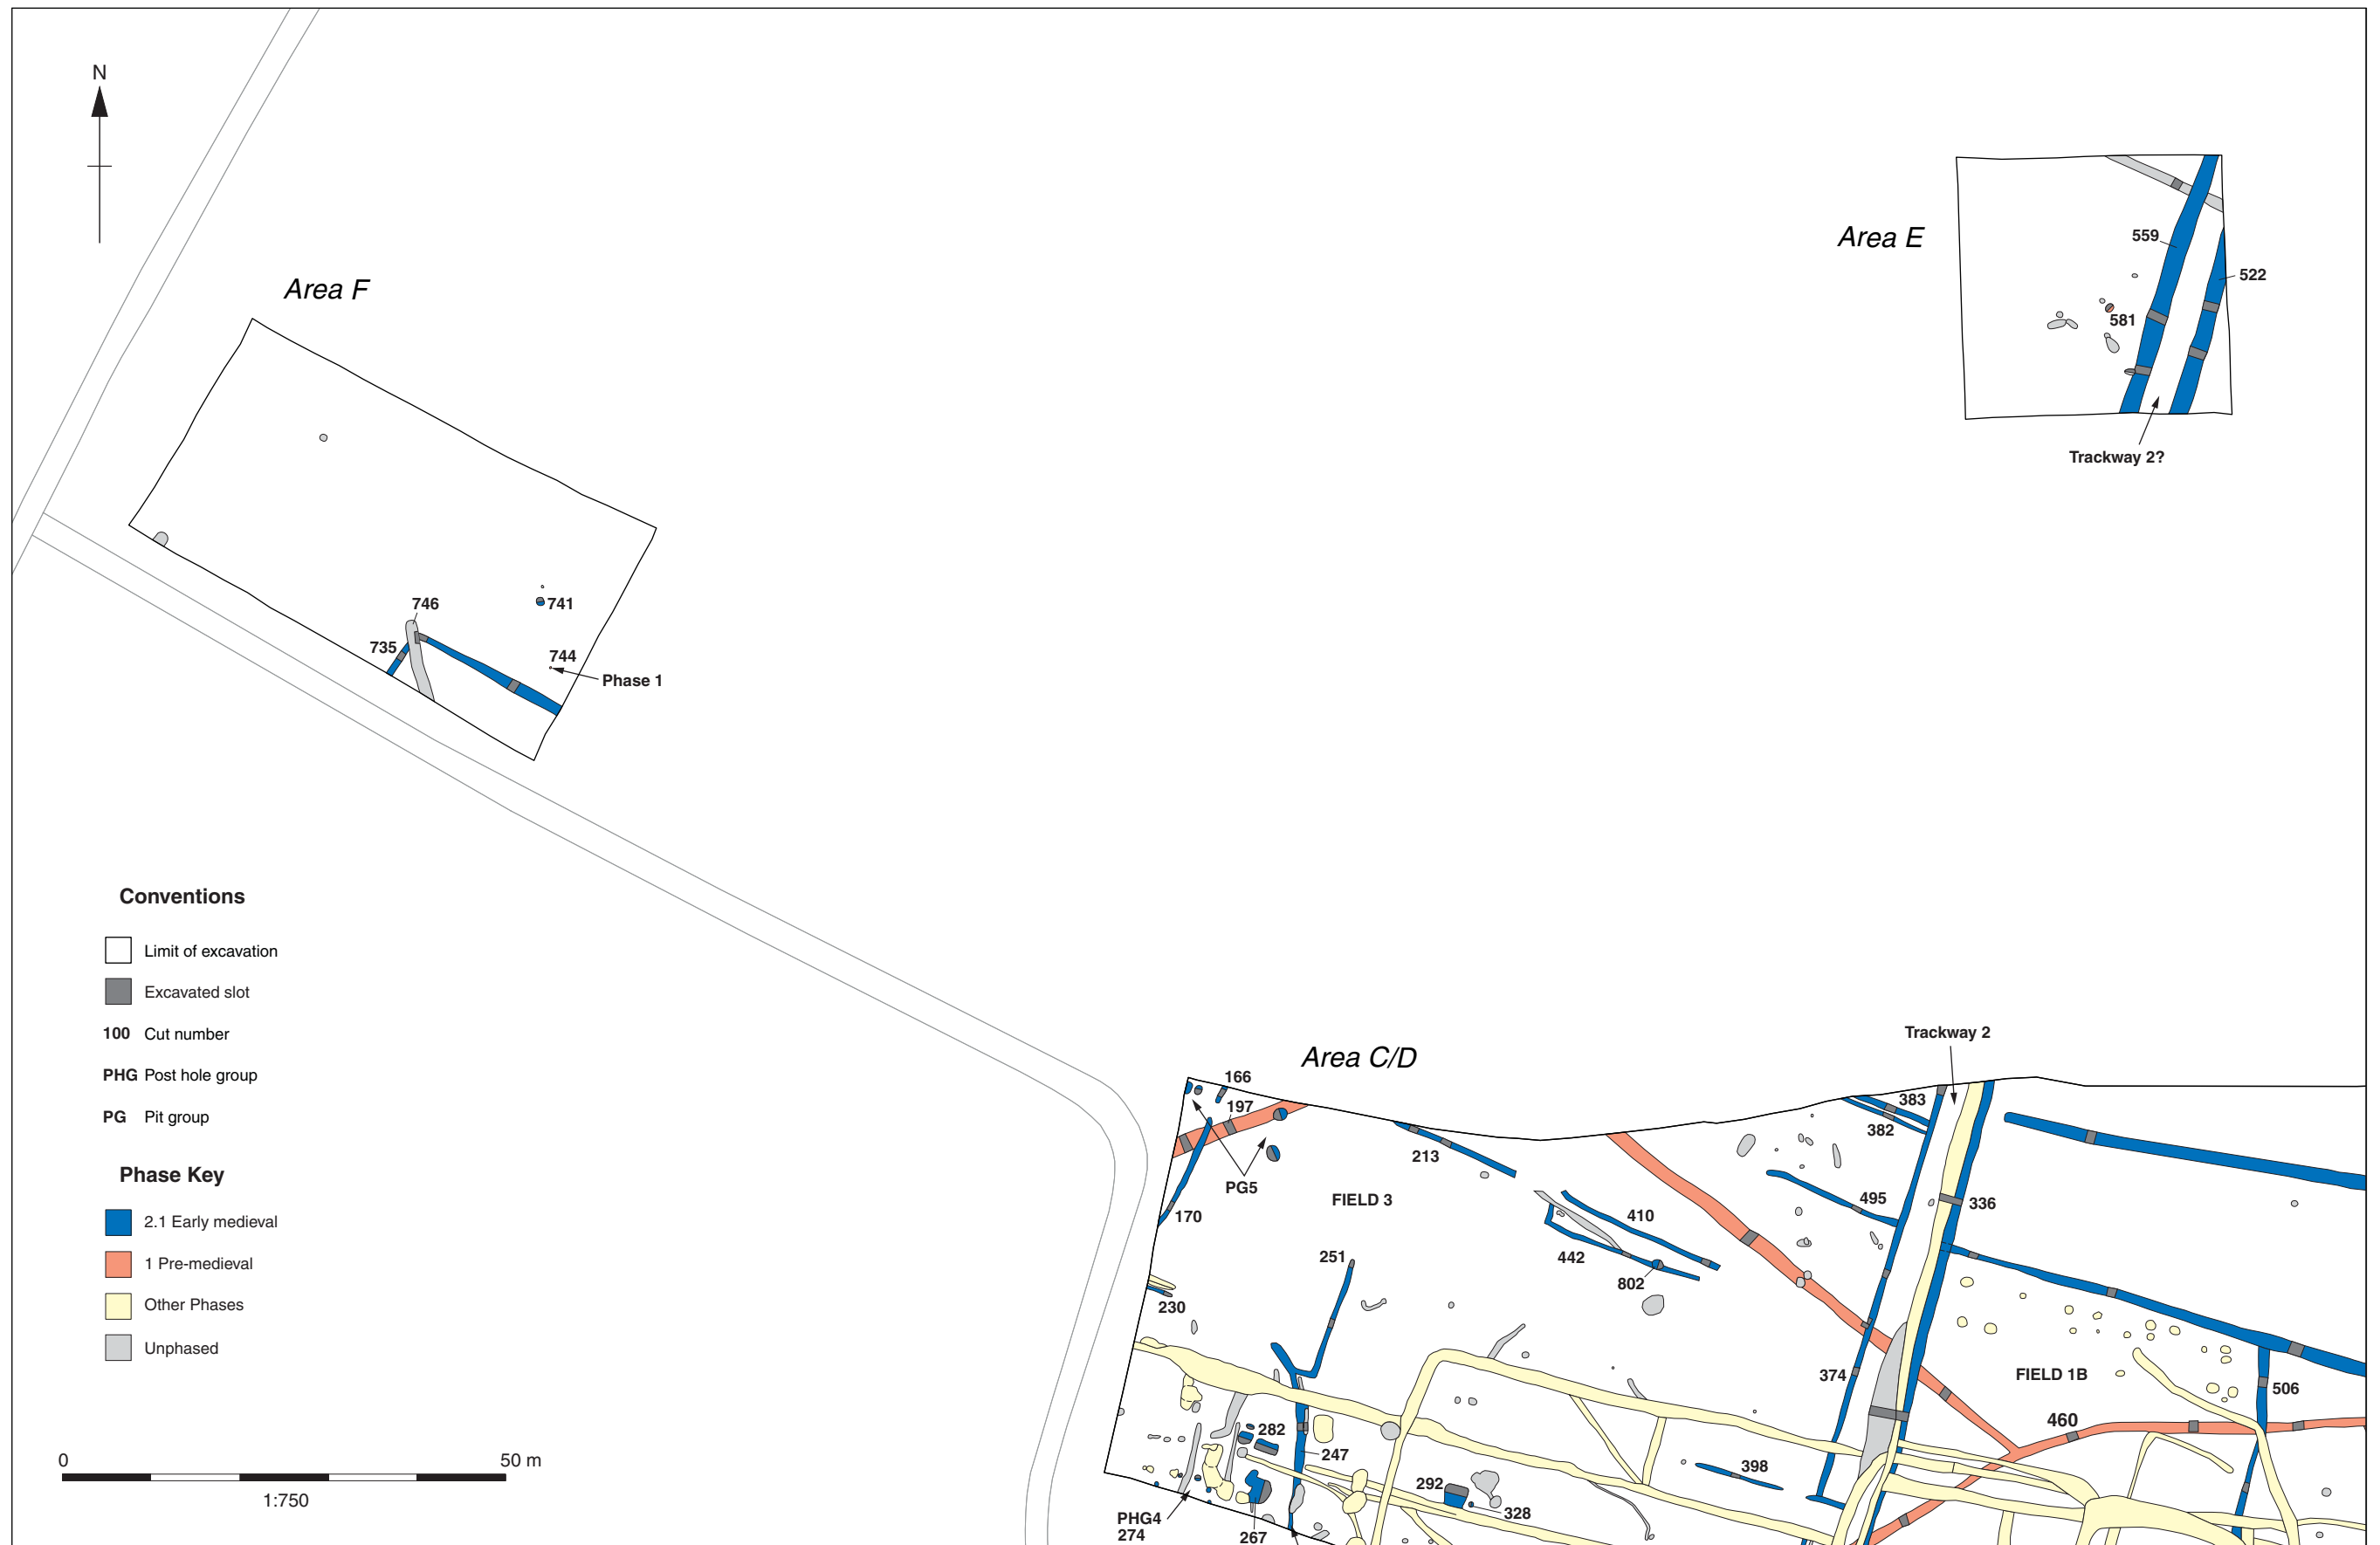 N
Area F
Area E
559
522
581
Trackway 2?
746
741
735
744
Phase 1
Conventions
Limit of excavation
Excavated slot
100 Cut number
PHG Post hole group
PG Pit group
Phase Key
2.1 Early medieval
1 Pre-medieval
Other Phases
Unphased
0 50 m
1:750
Area C/D
Trackway 2
166
197
383
382
213
PG5
FIELD 3
170
495
336
410
442
251
802
230
374
FIELD 1B
506
460
282
247
398
292
328
PHG4
274
267